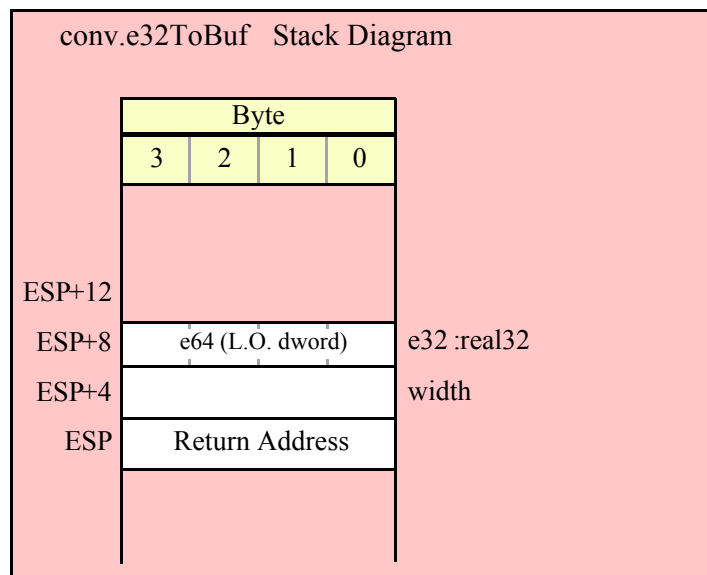 conv.e32ToBuf Stack Diagram
Byte
3 2 1 0
ESP+12
ESP+8 e64 (L.O. dword) e32 :real32
ESP+4 width
ESP Return Address